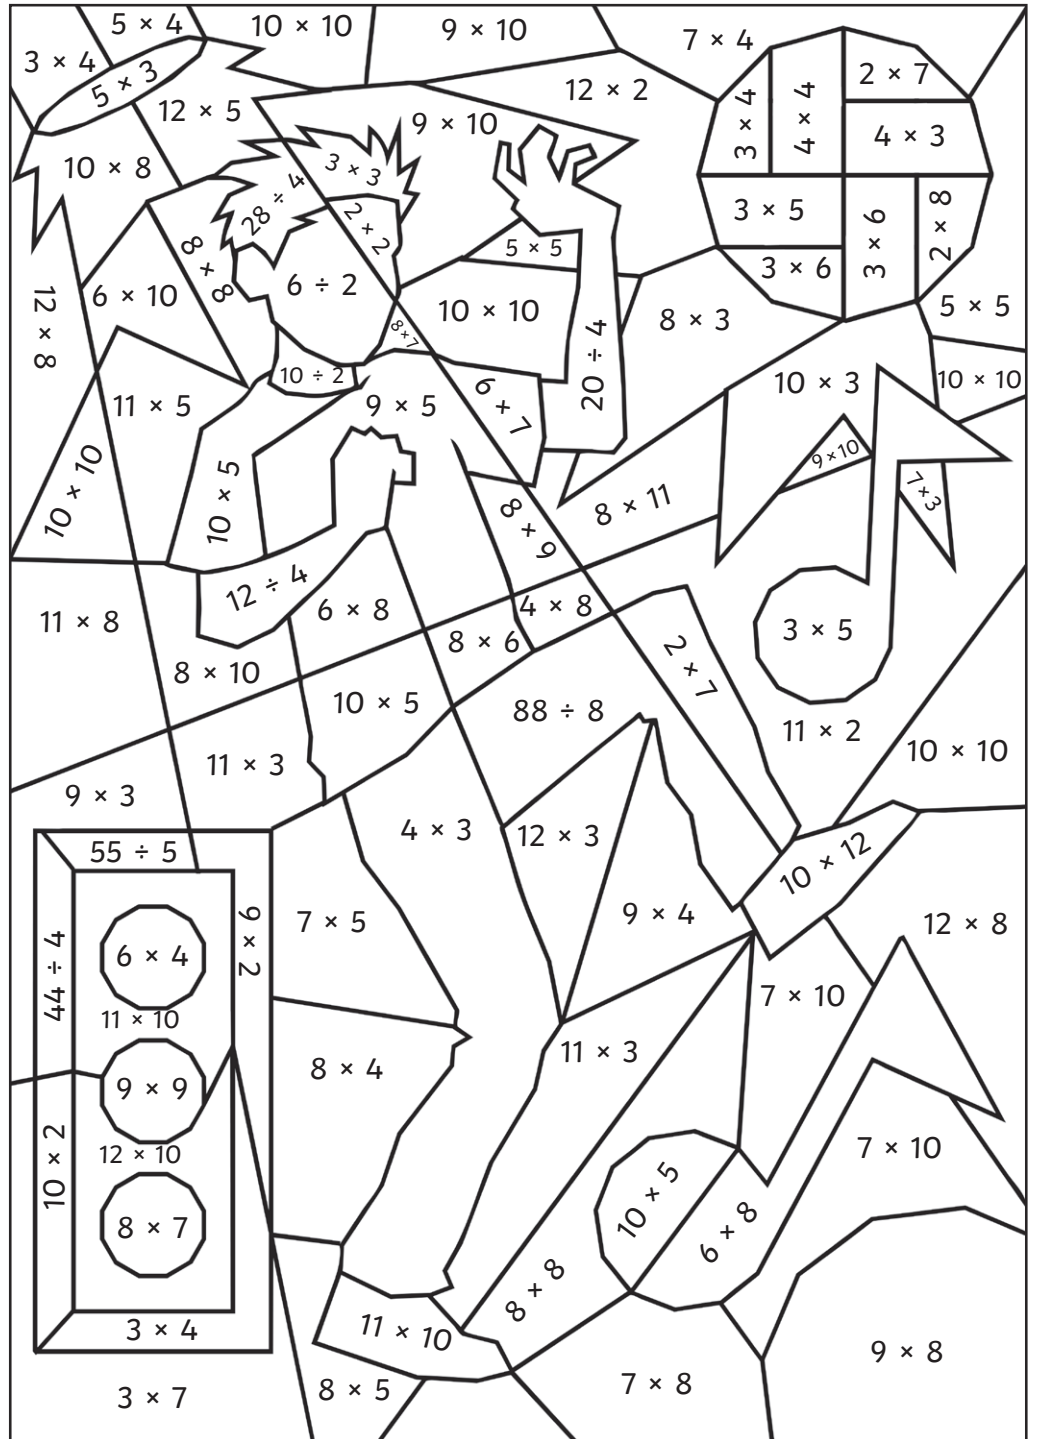 5 × 4
10 × 10
9 × 10
7 × 4
3 × 4
5 × 3
2 × 7
12 × 5
12 × 2
3 × 4
4 × 4
9 × 10
4 × 3
10 × 8
3 × 3
28 ÷ 4
2 × 2
3 × 5
3 × 6
2 × 8
5 × 5
8 × 8
3 × 6
6 × 10
6 ÷ 2
12 × 8
10 × 10
8 × 3
5 × 5
8 × 7
20 ÷ 4
10 ÷ 2
10 × 3
10 × 10
11 × 5
9 × 5
6 × 7
9 × 10
10 × 10
10 × 5
8 × 11
7 × 3
8 × 9
12 ÷ 4
6 × 8
4 × 8
11 × 8
3 × 5
8 × 6
8 × 10
2 × 7
10 × 5
88 ÷ 8
11 × 2
10 × 10
11 × 3
9 × 3
4 × 3
12 × 3
55 ÷ 5
10 × 12
7 × 5
9 × 4
12 × 8
9 × 2
6 × 4
44 ÷ 4
7 × 10
11 × 10
11 × 3
8 × 4
9 × 9
12 × 10
7 × 10
10 × 2
10 × 5
8 × 7
6 × 8
8 × 8
3 × 4
11 × 10
9 × 8
8 × 5
7 × 8
3 × 7